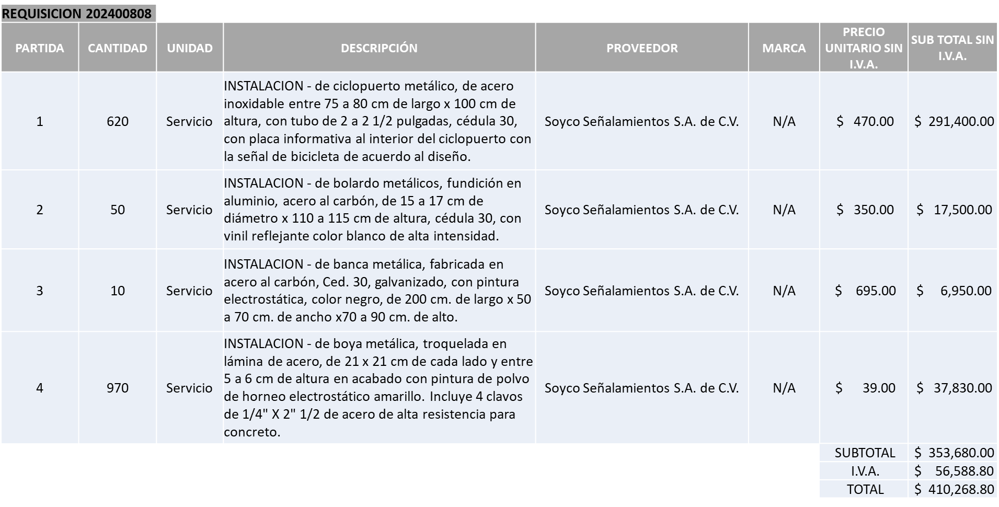 REQUISICION 202400808
PARTIDA CANTIDAD UNIDAD DESCRIPCIÓN PROVEEDOR MARCA PRECIO UNITARIO SIN I.V.A. SUB TOTAL SIN I.V.A.
1 620 Servicio
INSTALACION - de ciclopuerto metálico, de acero
inoxidable entre 75 a 80 cm de largo x 100 cm de
altura, con tubo de 2 a 2 1/2 pulgadas, cédula 30,
con placa informativa al interior del ciclopuerto con
la señal de bicicleta de acuerdo al diseño.
Soyco Señalamientos S.A. de C.V. N/A $ 470.00 $ 291,400.00
2 50 Servicio
INSTALACION - de bolardo metálicos, fundición en
aluminio, acero al carbón, de 15 a 17 cm de
diámetro x 110 a 115 cm de altura, cédula 30, con
vinil reflejante color blanco de alta intensidad.
Soyco Señalamientos S.A. de C.V. N/A $ 350.00 $ 17,500.00
3 10 Servicio
INSTALACION - de banca metálica, fabricada en
acero al carbón, Ced. 30, galvanizado, con pintura
electrostática, color negro, de 200 cm. de largo x 50
a 70 cm. de ancho x70 a 90 cm. de alto.
Soyco Señalamientos S.A. de C.V. N/A $ 695.00 $ 6,950.00
4 970 Servicio
INSTALACION - de boya metálica, troquelada en
lámina de acero, de 21 x 21 cm de cada lado y entre
5 a 6 cm de altura en acabado con pintura de polvo
de horneo electrostático amarillo. Incluye 4 clavos
de 1/4" X 2" 1/2 de acero de alta resistencia para
concreto.
Soyco Señalamientos S.A. de C.V. N/A $ 39.00 $ 37,830.00
SUBTOTAL $ 353,680.00
I.V.A. $ 56,588.80
TOTAL $ 410,268.80